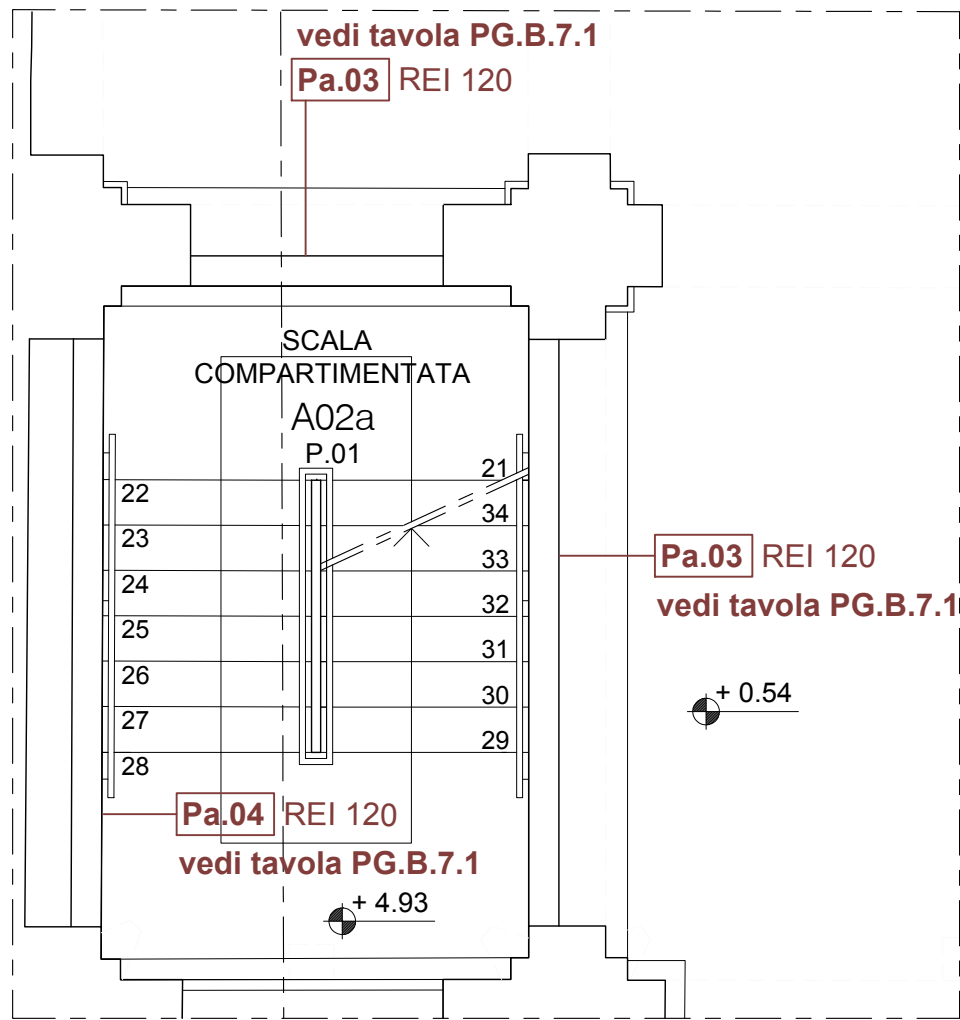 vedi tavola PG.B.7.1
Pa.03 REI 120
SCALA
COMPARTIMENTATA
A02a
P.01
21
22
34
23
33
24
32
25
31
26
30
27
29
28
Pa.03 REI 120
vedi tavola PG.B.7.1
+ 0.54
Pa.04 REI 120
vedi tavola PG.B.7.1
+ 4.93